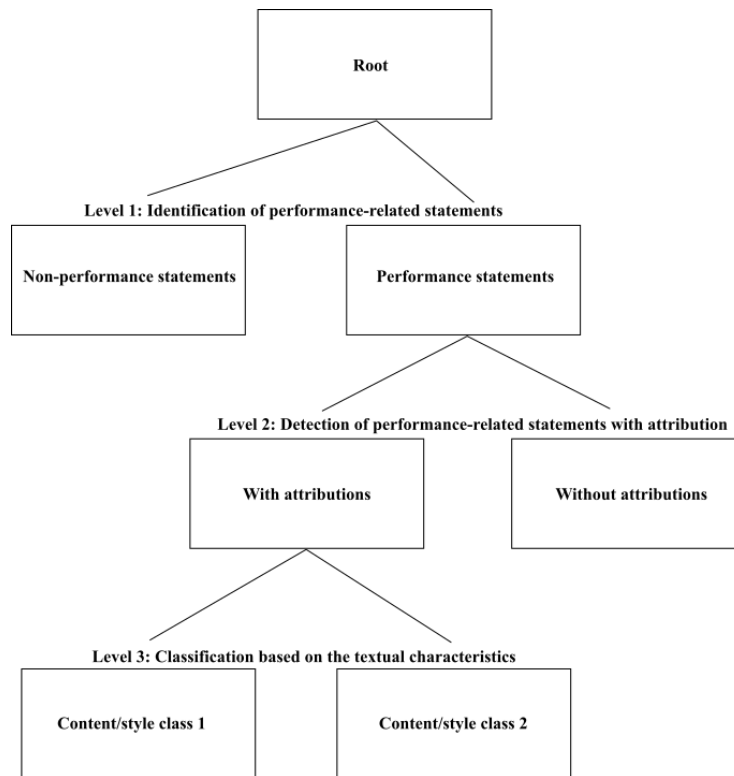 Root
Level 1: Identification of performance-related statements
Non-performance statements
Performance statements
Level 2: Detection of performance-related statements with attribution
With attributions
Without attributions
Level 3: Classification based on the textual characteristics
Content/style class 1
Content/style class 2